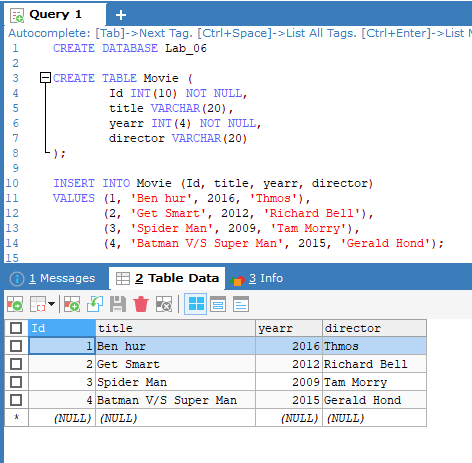 Query 1
Autocomplete: [Tab]->Next Tag. [Ctrl+Space]->List All Tags. [Ctrl+Enter]->List M
1 CREATE DATABASE Lab_06
2
3 CREATE TABLE Movie (
4 Id INT(10) NOT NULL,
5 title VARCHAR(20),
6 yearr INT(4) NOT NULL,
7 director VARCHAR(20)
8 );
9
10 INSERT INTO Movie (Id, title, yearr, director)
11 VALUES (1, 'Ben hur', 2016, 'Thmos'),
12 (2, 'Get Smart', 2012, 'Richard Bell'),
13 (3, 'Spider Man', 2009, 'Tam Morry'),
14 (4, 'Batman V/S Super Man', 2015, 'Gerald Hond');
15
1 Messages 2 Table Data 3 Info
Id title yearr director
1 Ben hur 2016 Thmos
2 Get Smart 2012 Richard Bell
3 Spider Man 2009 Tam Morry
4 Batman V/S Super Man 2015 Gerald Hond
* (NULL) (NULL) (NULL) (NULL)